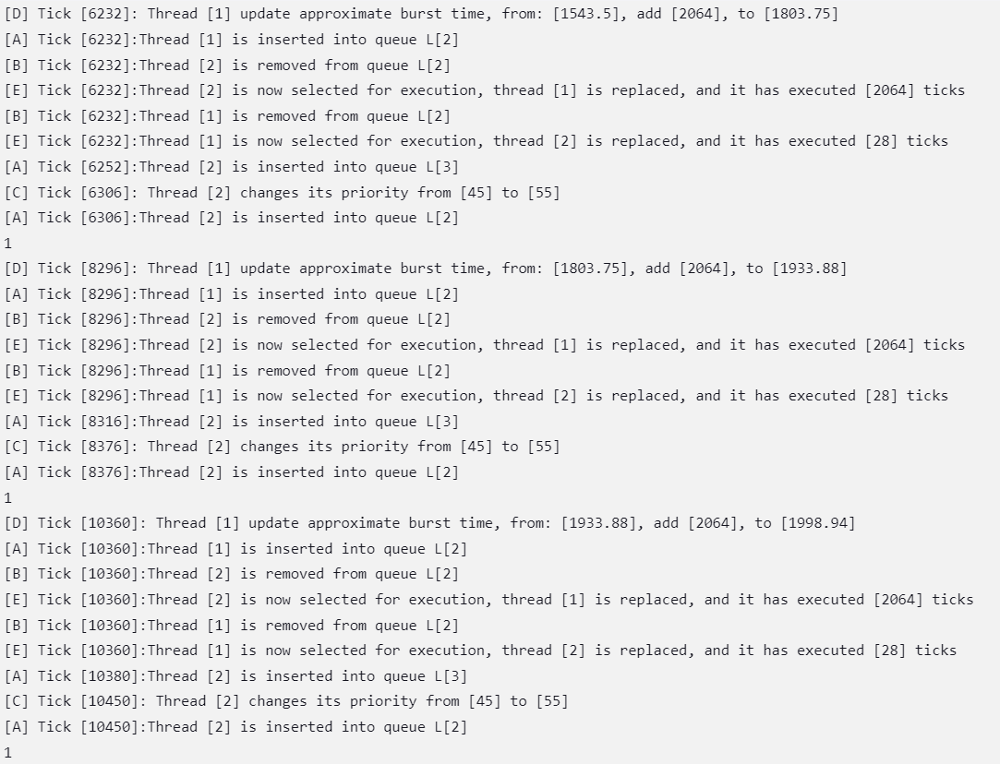 [D] Tick [6232]: Thread [1] update approximate burst time, from: [1543.5], add [2064], to [1803.75]
[A] Tick [6232]:Thread [1] is inserted into queue L[2]
[B] Tick [6232]:Thread [2] is removed from queue L[2]
[E] Tick [6232]:Thread [2] is now selected for execution, thread [1] is replaced, and it has executed [2064] ticks
[B] Tick [6232]:Thread [1] is removed from queue L[2]
[E] Tick [6232]:Thread [1] is now selected for execution, thread [2] is replaced, and it has executed [28] ticks
[A] Tick [6252]:Thread [2] is inserted into queue L[3]
[C] Tick [6306]: Thread [2] changes its priority from [45] to [55]
[A] Tick [6306]:Thread [2] is inserted into queue L[2]
1
[D] Tick [8296]: Thread [1] update approximate burst time, from: [1803.75], add [2064], to [1933.88]
[A] Tick [8296]:Thread [1] is inserted into queue L[2]
[B] Tick [8296]:Thread [2] is removed from queue L[2]
[E] Tick [8296]:Thread [2] is now selected for execution, thread [1] is replaced, and it has executed [2064] ticks
[B] Tick [8296]:Thread [1] is removed from queue L[2]
[E] Tick [8296]:Thread [1] is now selected for execution, thread [2] is replaced, and it has executed [28] ticks
[A] Tick [8316]:Thread [2] is inserted into queue L[3]
[C] Tick [8376]: Thread [2] changes its priority from [45] to [55]
[A] Tick [8376]:Thread [2] is inserted into queue L[2]
1
[D] Tick [10360]: Thread [1] update approximate burst time, from: [1933.88], add [2064], to [1998.94]
[A] Tick [10360]:Thread [1] is inserted into queue L[2]
[B] Tick [10360]:Thread [2] is removed from queue L[2]
[E] Tick [10360]:Thread [2] is now selected for execution, thread [1] is replaced, and it has executed [2064] ticks
[B] Tick [10360]:Thread [1] is removed from queue L[2]
[E] Tick [10360]:Thread [1] is now selected for execution, thread [2] is replaced, and it has executed [28] ticks
[A] Tick [10380]:Thread [2] is inserted into queue L[3]
[C] Tick [10450]: Thread [2] changes its priority from [45] to [55]
[A] Tick [10450]:Thread [2] is inserted into queue L[2]
1